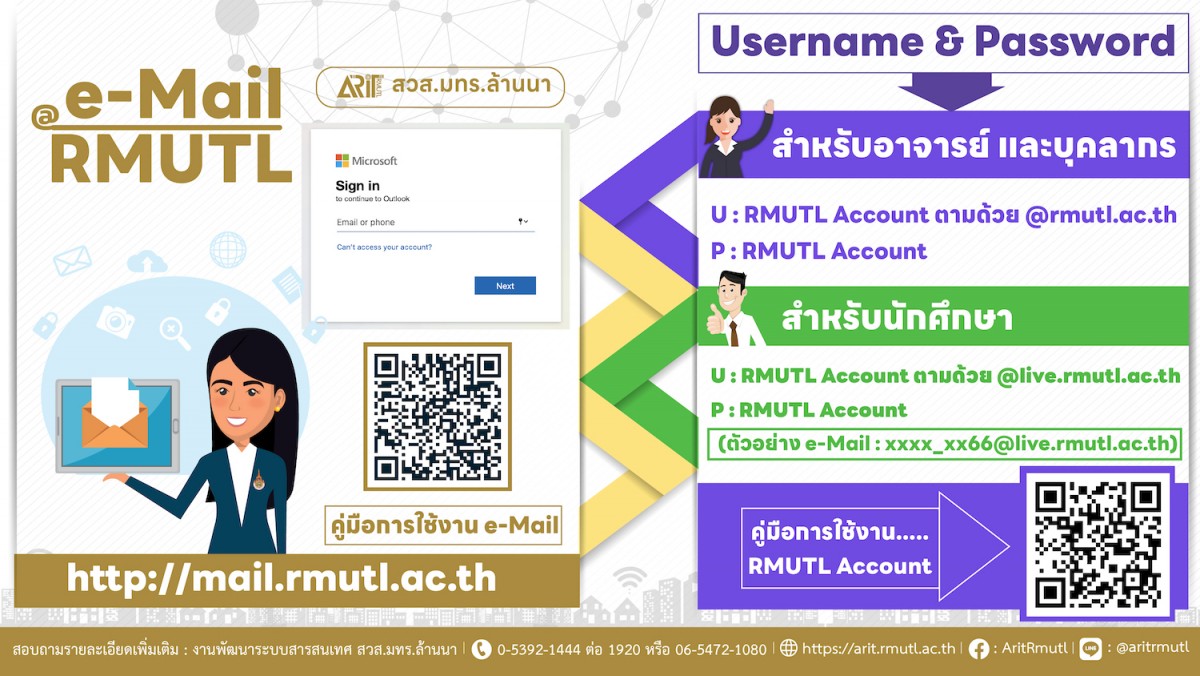 @e-Mail
RMUTL
ARiT RMUTL สวส.มทร.ล้านนา
Microsoft
Sign in
to continue to Outlook
Email or phone
Can't access your account?
Next
คู่มือการใช้งาน e-Mail
http://mail.rmutl.ac.th
Username & Password
สำหรับอาจารย์ และบุคลากร
U : RMUTL Account ตามด้วย @rmutl.ac.th
P : RMUTL Account
สำหรับนักศึกษา
U : RMUTL Account ตามด้วย @live.rmutl.ac.th
P : RMUTL Account
(ตัวอย่าง e-Mail : xxxx_xx66@live.rmutl.ac.th)
คู่มือการใช้งาน.....
RMUTL Account
สอบถามรายละเอียดเพิ่มเติม : งานพัฒนาระบบสารสนเทศ สวส.มทร.ล้านนา | 0-5392-1444 ต่อ 1920 หรือ 06-5472-1080 | https://arit.rmutl.ac.th | : AritRmutl | LINE : @aritrmutl